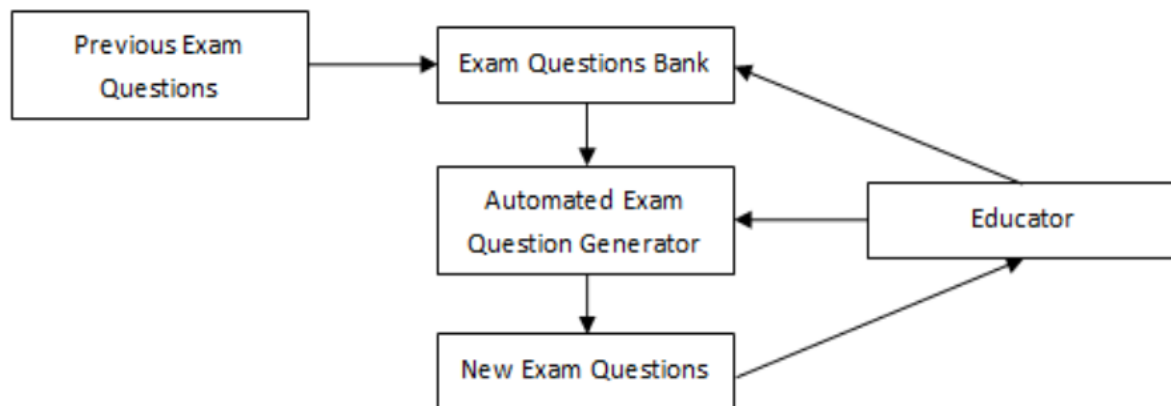 Previous Exam
Questions
Exam Questions Bank
Automated Exam
Question Generator
Educator
New Exam Questions